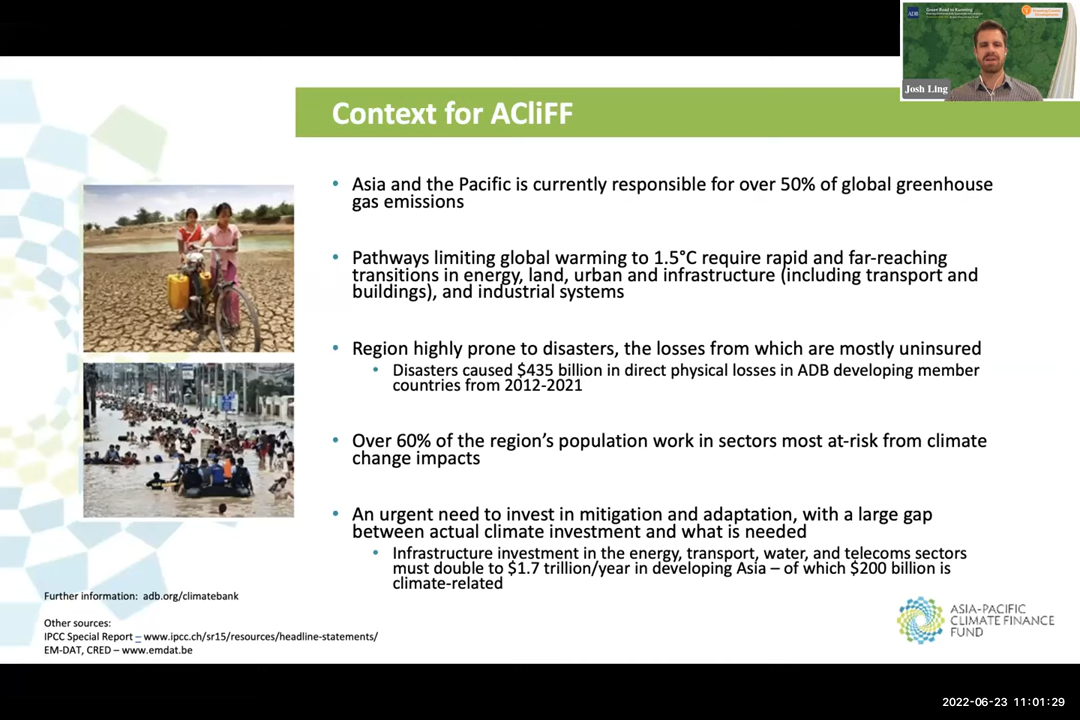 ADB
Green Road to Kunming
Josh Ling
Context for ACliFF
• Asia and the Pacific is currently responsible for over 50% of global greenhouse
gas emissions
• Pathways limiting global warming to 1.5°C require rapid and far-reaching
transitions in energy, land, urban and infrastructure (including transport and
buildings), and industrial systems
• Region highly prone to disasters, the losses from which are mostly uninsured
• Disasters caused $435 billion in direct physical losses in ADB developing member
countries from 2012-2021
• Over 60% of the region’s population work in sectors most at-risk from climate
change impacts
• An urgent need to invest in mitigation and adaptation, with a large gap
between actual climate investment and what is needed
• Infrastructure investment in the energy, transport, water, and telecoms sectors
must double to $1.7 trillion/year in developing Asia – of which $200 billion is
climate-related
Further information: adb.org/climatebank
Other sources:
IPCC Special Report – www.ipcc.ch/sr15/resources/headline-statements/
EM-DAT, CRED – www.emdat.be
ASIA-PACIFIC
CLIMATE FINANCE
FUND
2022-06-23 11:01:29